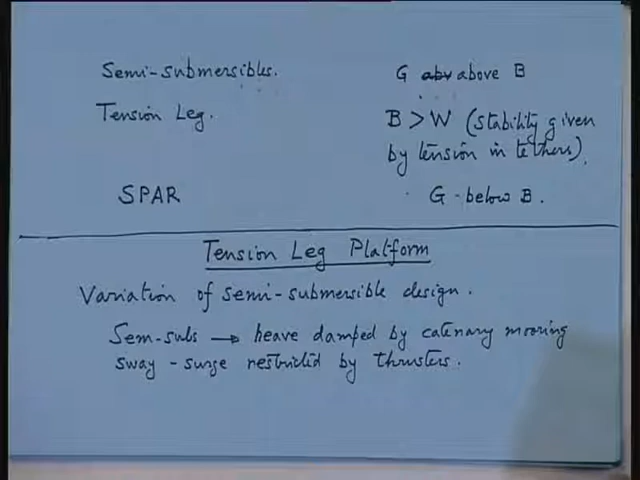 Semi-submersibles. G above B
Tension Leg. B > W (stability given
by tension in tethers).
SPAR G - below B.
Tension Leg Platform
Variation of semi-submersible design.
Sem-subs → heave damped by catenary mooring
sway - surge restricted by thrusters.